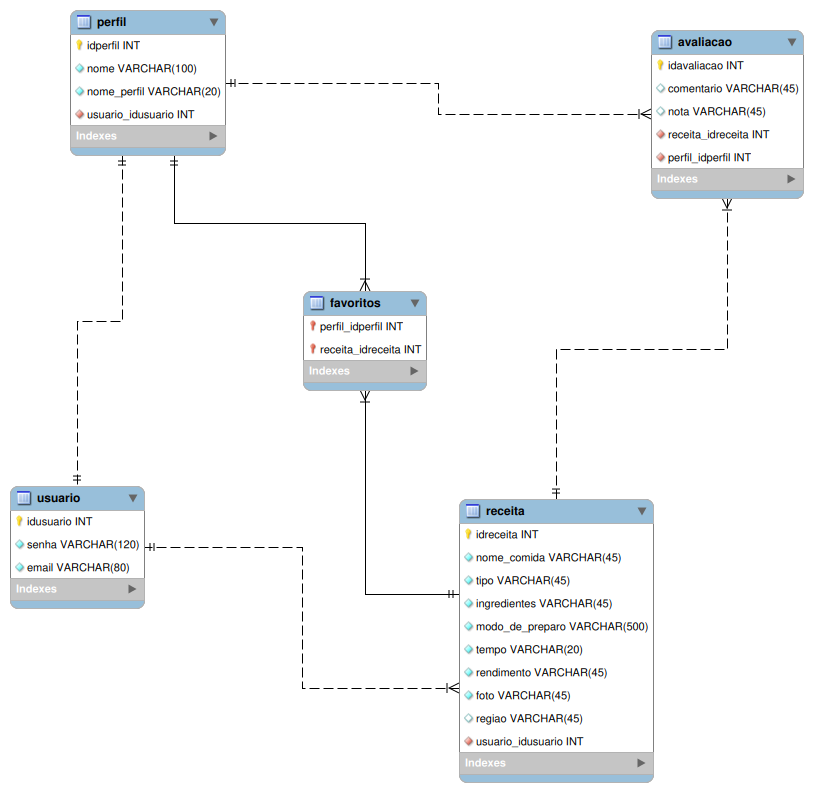 perfil
idperfil INT
nome VARCHAR(100)
nome_perfil VARCHAR(20)
usuario_idusuario INT
Indexes
avaliacao
idavaliacao INT
comentario VARCHAR(45)
nota VARCHAR(45)
receita_idreceita INT
perfil_idperfil INT
Indexes
favoritos
perfil_idperfil INT
receita_idreceita INT
Indexes
usuario
idusuario INT
senha VARCHAR(120)
email VARCHAR(80)
Indexes
receita
idreceita INT
nome_comida VARCHAR(45)
tipo VARCHAR(45)
ingredientes VARCHAR(45)
modo_de_preparo VARCHAR(500)
tempo VARCHAR(20)
rendimento VARCHAR(45)
foto VARCHAR(45)
regiao VARCHAR(45)
usuario_idusuario INT
Indexes